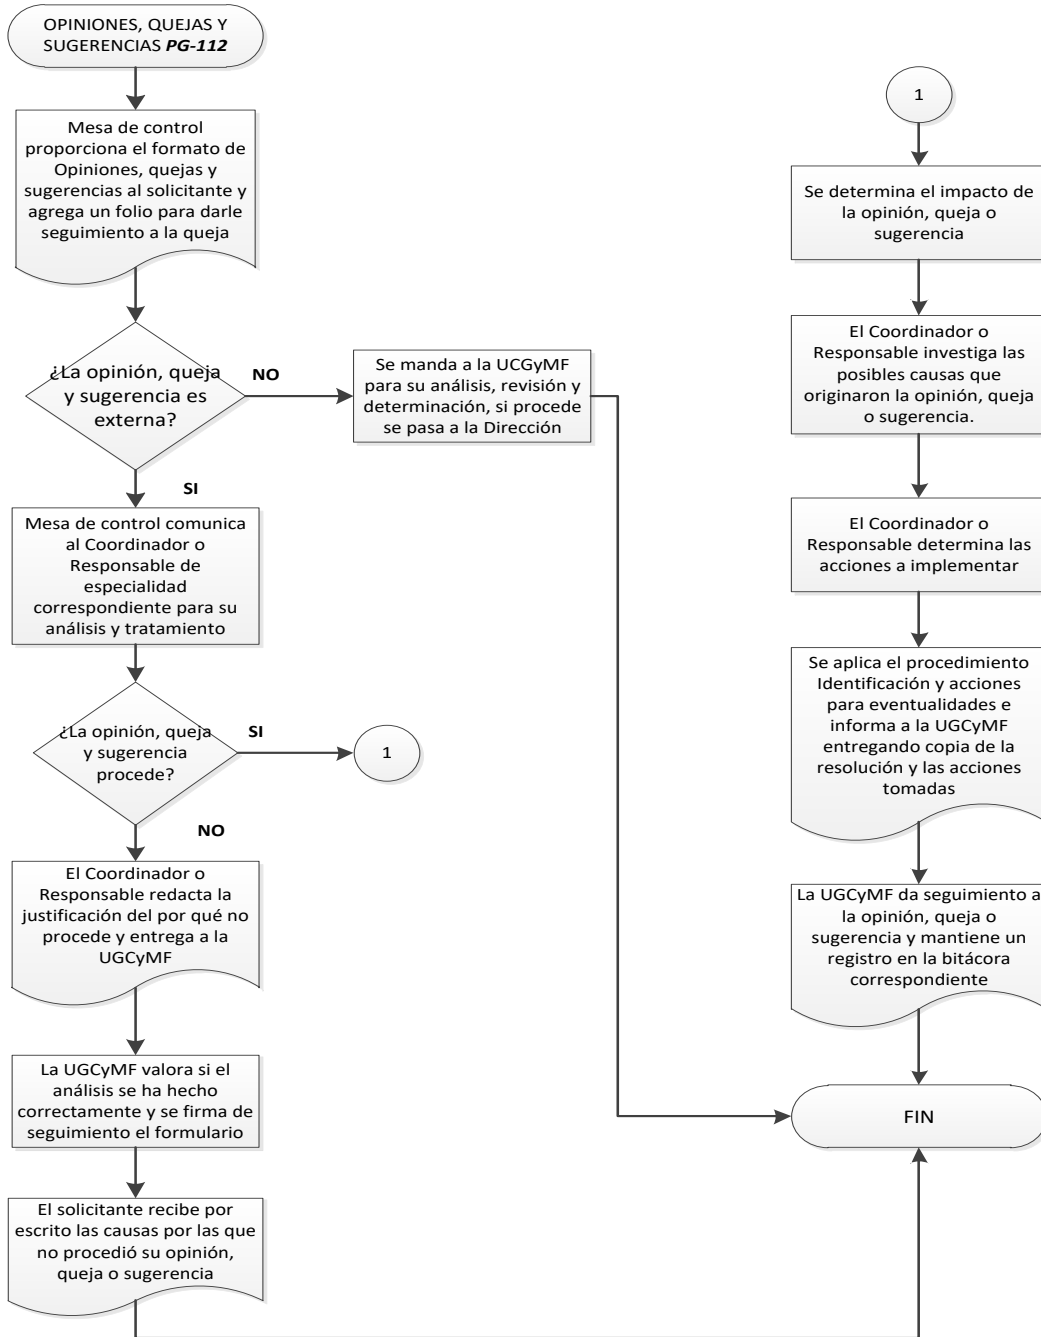 OPINIONES, QUEJAS Y
SUGERENCIAS PG-112
Mesa de control
proporciona el formato de
Opiniones, quejas y
sugerencias al solicitante y
agrega un folio para darle
seguimiento a la queja
¿La opinión, queja
y sugerencia es
externa?
NO
Se manda a la UCGyMF
para su análisis, revisión y
determinación, si procede
se pasa a la Dirección
SI
Mesa de control comunica
al Coordinador o
Responsable de
especialidad
correspondiente para su
análisis y tratamiento
¿La opinión, queja
y sugerencia
procede?
SI
1
NO
El Coordinador o
Responsable redacta la
justificación del por qué no
procede y entrega a la
UGCyMF
La UGCyMF valora si el
análisis se ha hecho
correctamente y se firma de
seguimiento el formulario
El solicitante recibe por
escrito las causas por las que
no procedió su opinión,
queja o sugerencia
1
Se determina el impacto de
la opinión, queja o
sugerencia
El Coordinador o
Responsable investiga las
posibles causas que
originaron la opinión, queja
o sugerencia.
El Coordinador o
Responsable determina las
acciones a implementar
Se aplica el procedimiento
Identificación y acciones
para eventualidades e
informa a la UGCyMF
entregando copia de la
resolución y las acciones
tomadas
La UGCyMF da seguimiento a
la opinión, queja o
sugerencia y mantiene un
registro en la bitácora
correspondiente
FIN